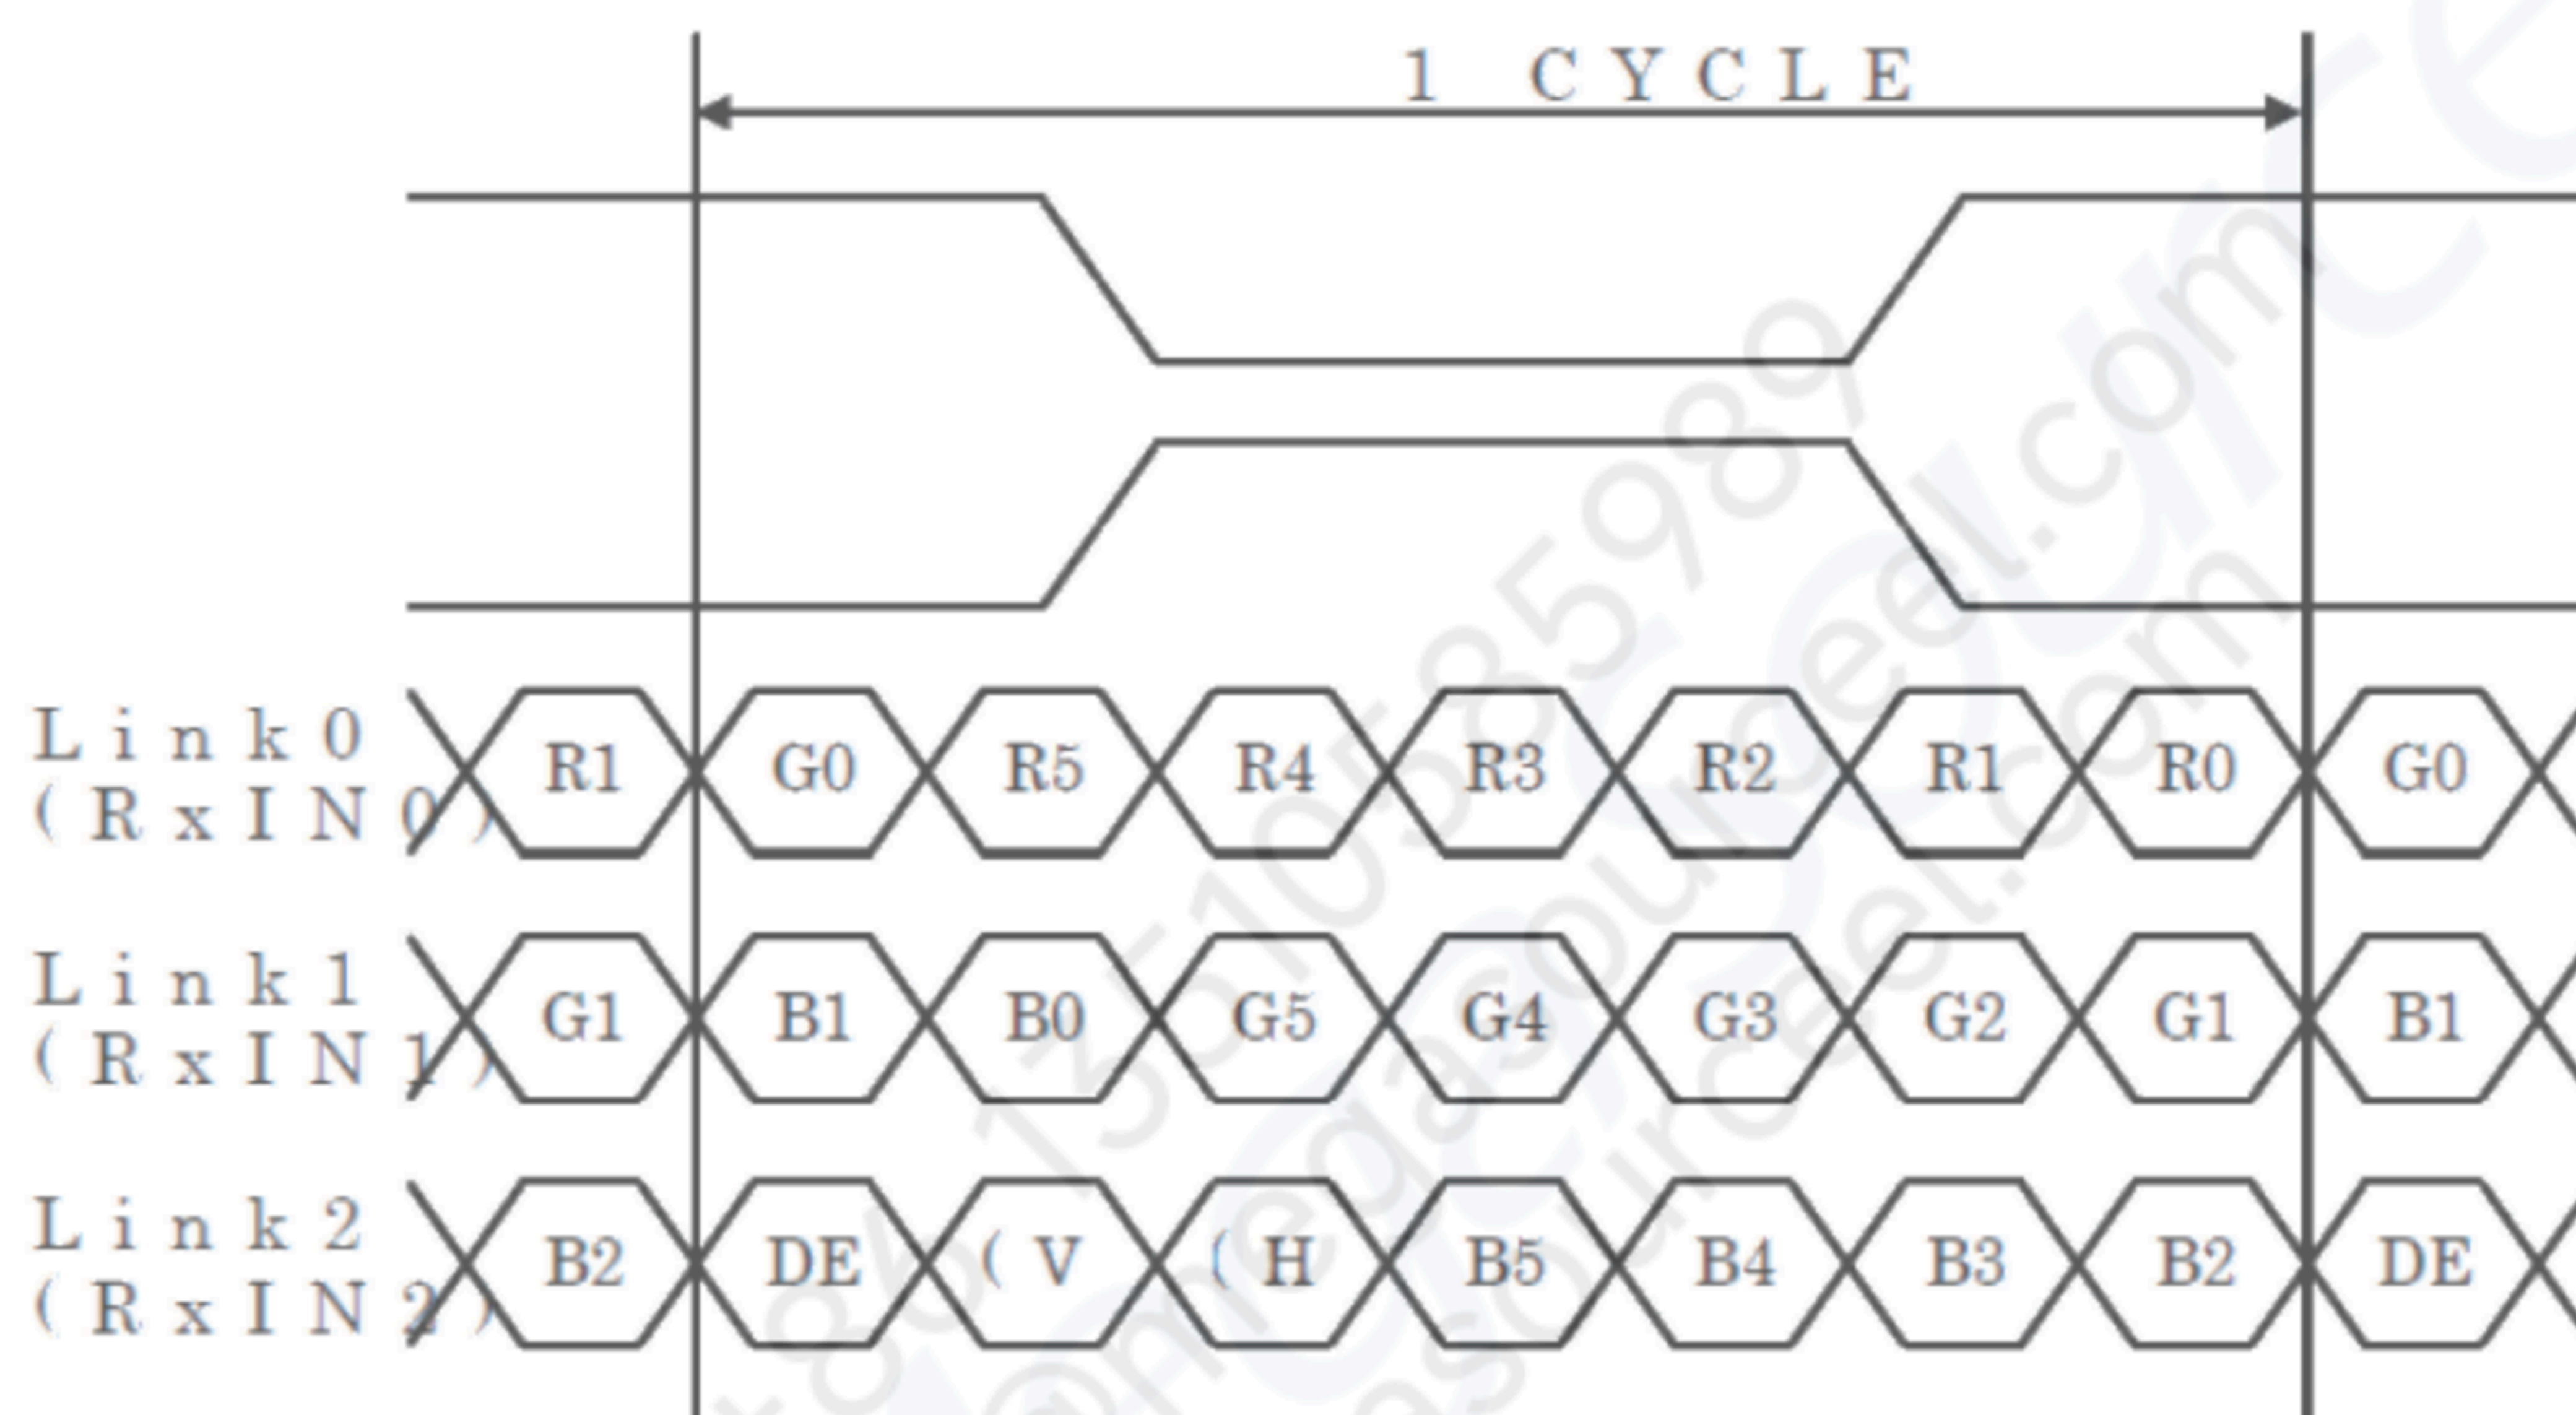 1 CYCLE
Link0 R1 G0 R5 R4 R3 R2 R1 R0 G0
(RxIN0)
Link1 G1 B1 B0 G5 G4 G3 G2 G1 B1
(RxIN1)
Link2 B2 DE (V (H B5 B4 B3 B2 DE
(RxIN2)